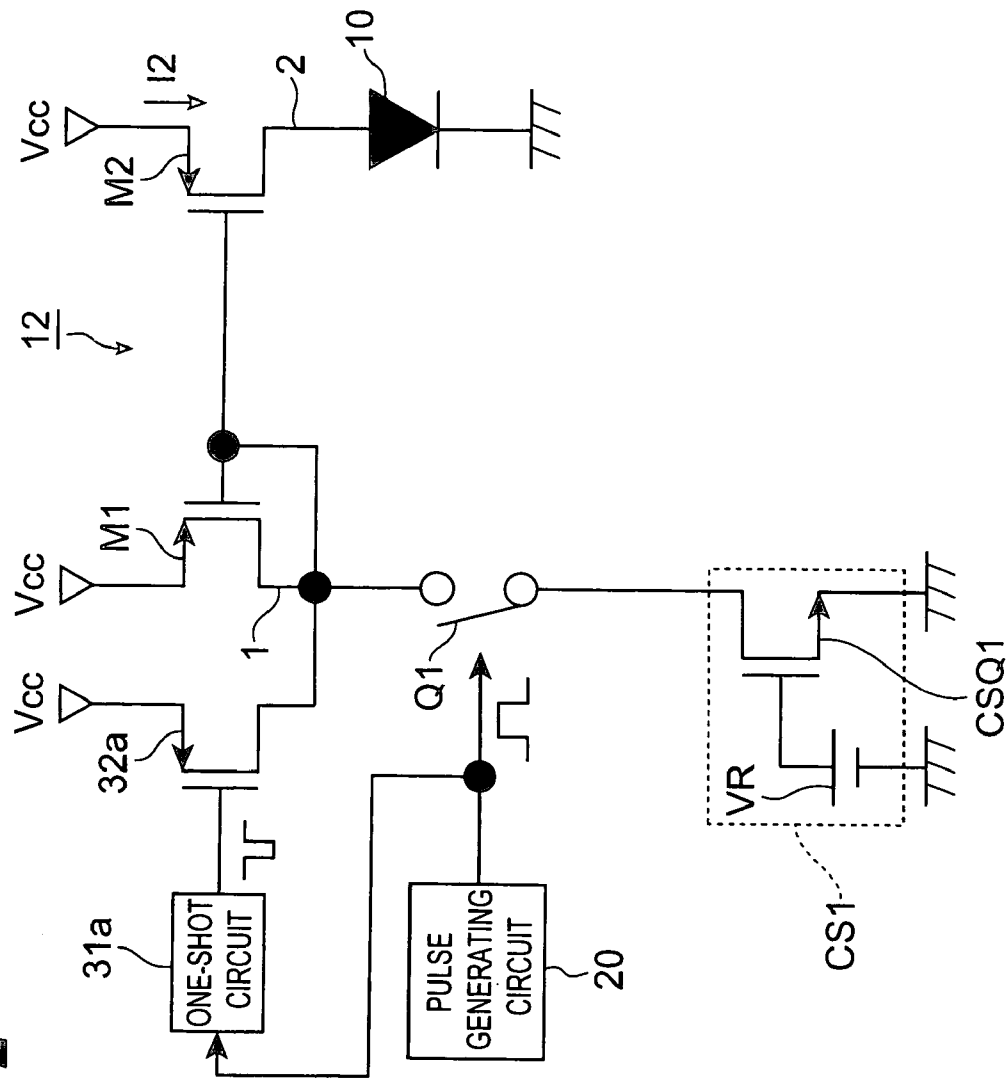 Vcc
I2
M2
2
10
12
Vcc
M1
1
Vcc
32a
31a
ONE-SHOT
CIRCUIT
Q1
PULSE
GENERATING
CIRCUIT
20
VR
CSQ1
CS1